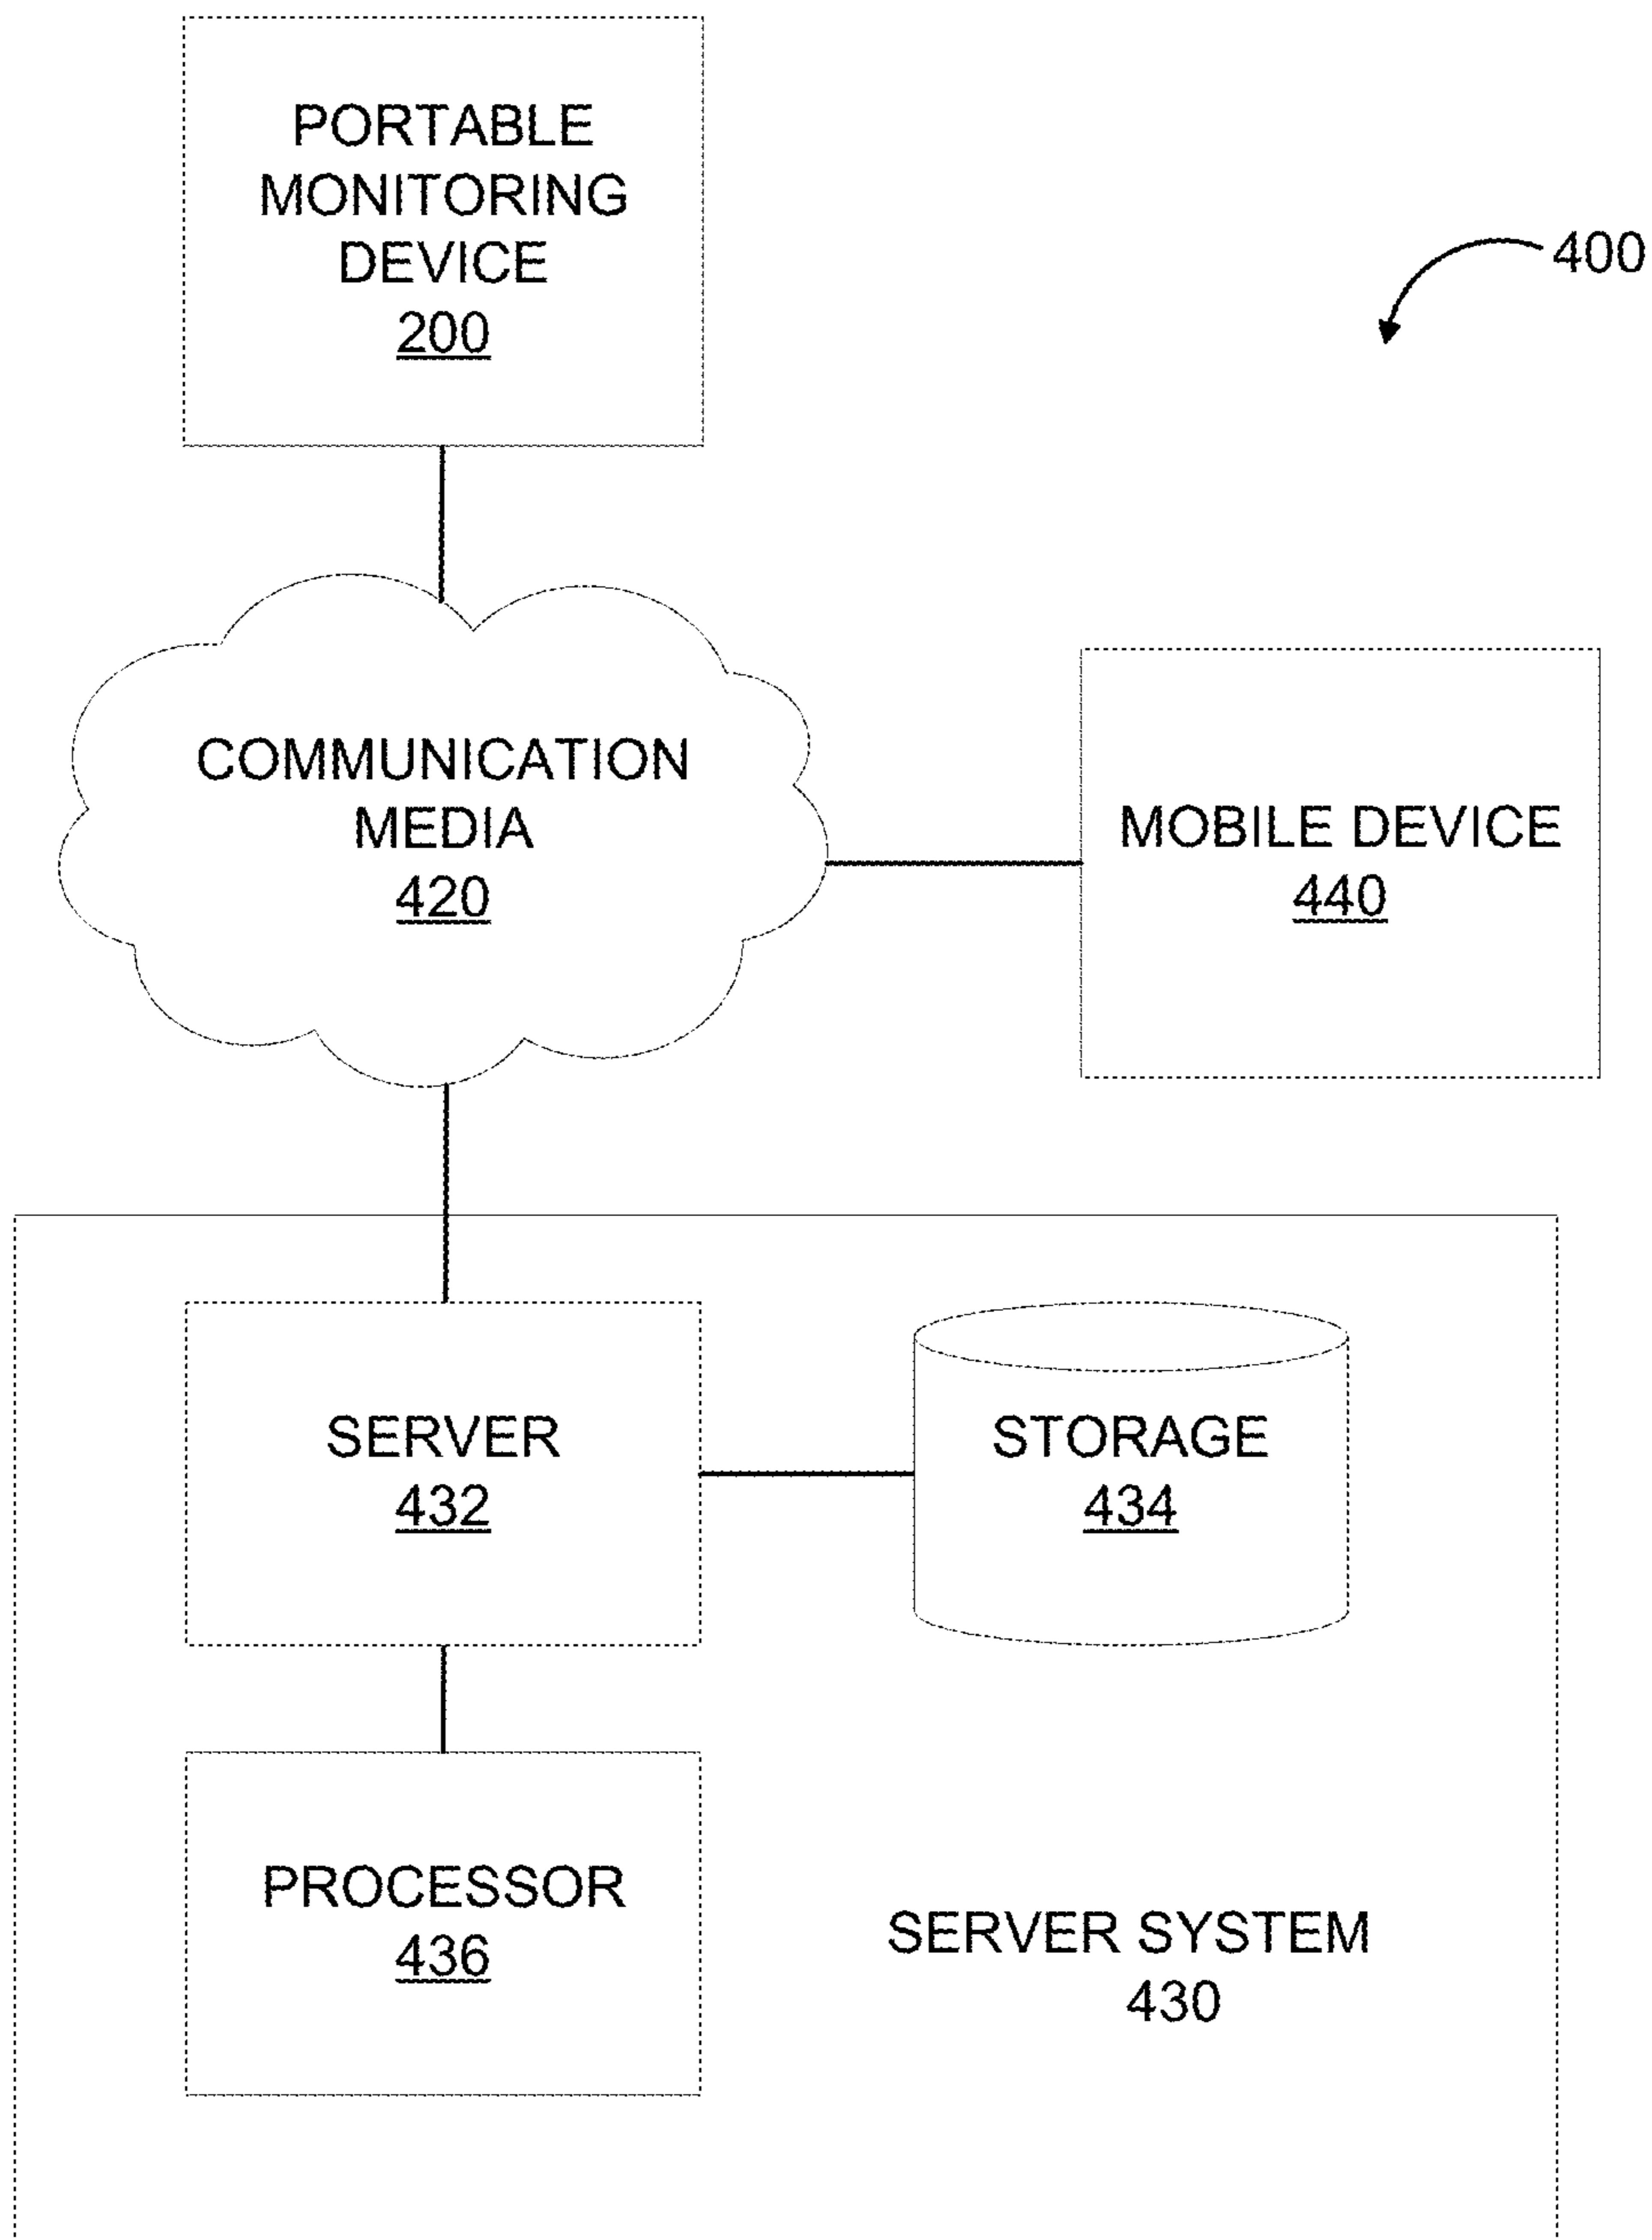 PORTABLE
MONITORING
DEVICE
200
400
COMMUNICATION
MEDIA
420
MOBILE DEVICE
440
SERVER
432
STORAGE
434
PROCESSOR
436
SERVER SYSTEM
430